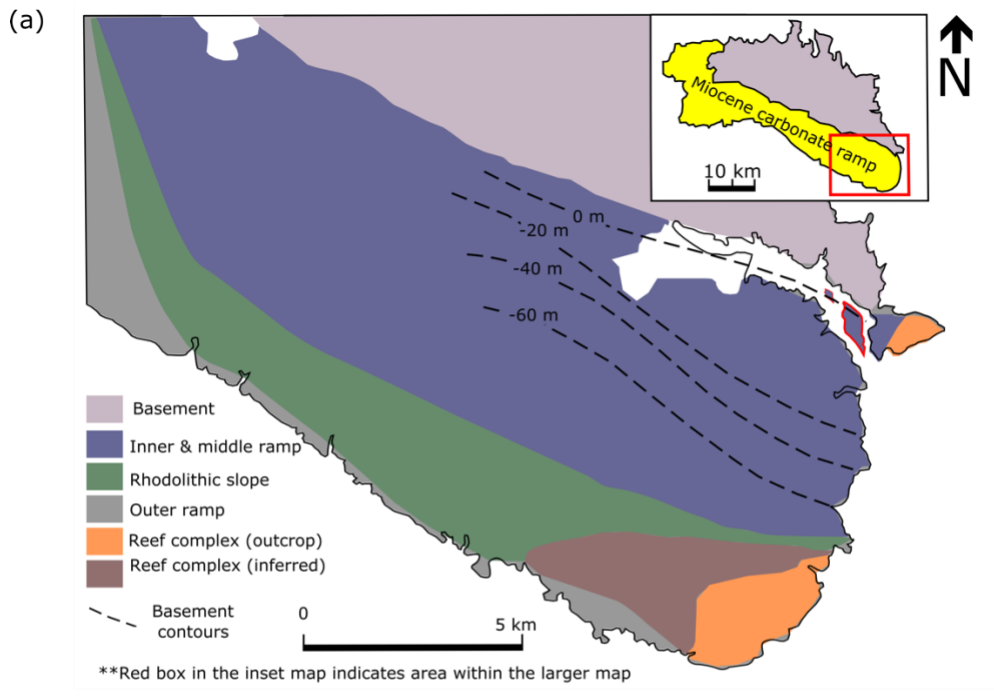 (a)
N
Miocene carbonate ramp
10 km
0 m
-20 m
-40 m
-60 m
Basement
Inner & middle ramp
Rhodolithic slope
Outer ramp
Reef complex (outcrop)
Reef complex (inferred)
Basement
contours
0
5 km
**Red box in the inset map indicates area within the larger map